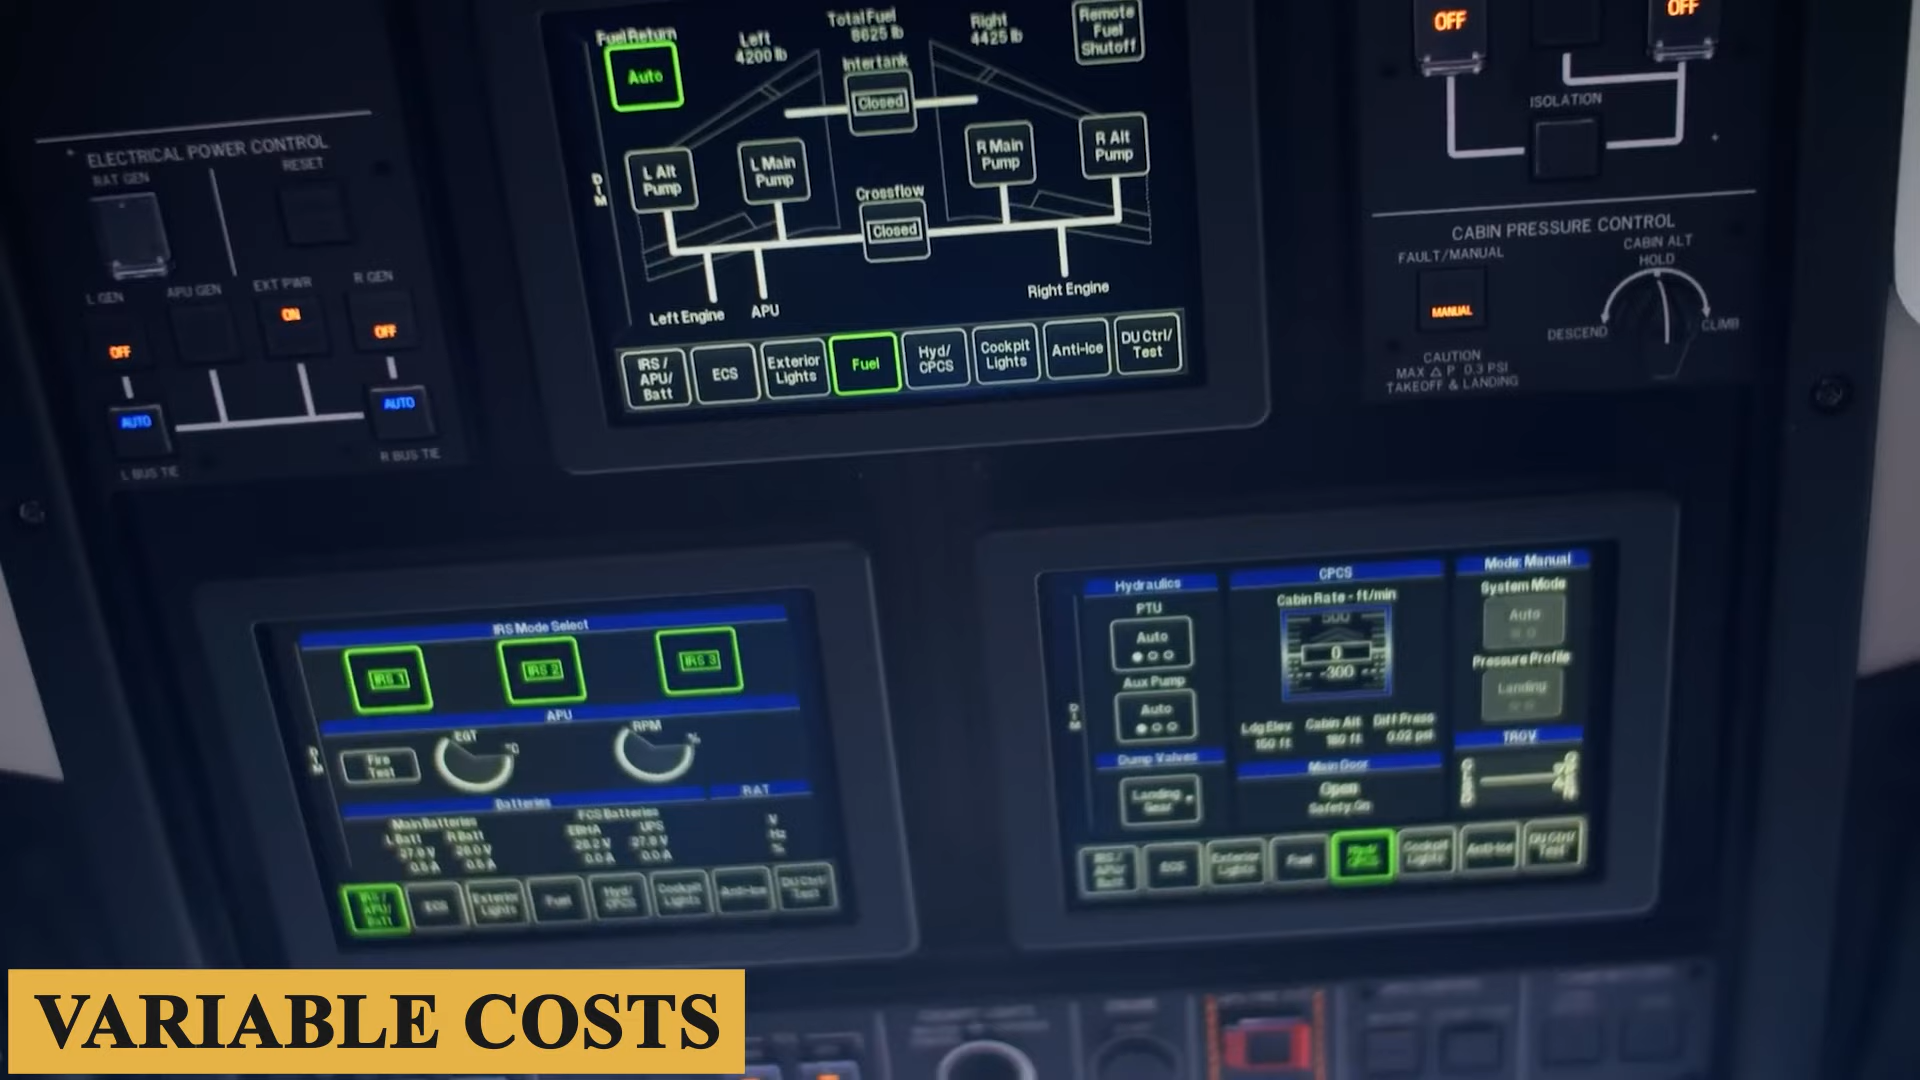 OFF
OFF
ISOLATION
ELECTRICAL POWER CONTROL
RAT GEN
RESET
L GEN
APU GEN
EXT PWR
R GEN
OFF
ON
OFF
AUTO
AUTO
L BUS TIE
R BUS TIE
Fuel Return
Auto
Left
4200 lb
Total Fuel
8625 lb
Right
4425 lb
Remote
Fuel
Shutoff
Intertank
Closed
L Alt
Pump
L Main
Pump
R Main
Pump
R Alt
Pump
DIM
Crossflow
Closed
Left Engine
APU
Right Engine
IRS /
APU/
Batt
ECS
Exterior
Lights
Fuel
Hyd/
CPCS
Cockpit
Lights
Anti-Ice
DU Ctrl/
Test
CABIN PRESSURE CONTROL
FAULT/MANUAL
CABIN ALT
HOLD
MANUAL
DESCEND
CLIMB
CAUTION
MAX △ P 0.3 PSI
TAKEOFF & LANDING
IRS Mode Select
IRS 1
IRS 2
IRS 3
APU
EGT
°C
RPM
%
DIM
Fire
Test
Batteries
RAT
Main Batteries
L Batt
R Batt
27.9 V
28.0 V
0.0 A
0.0 A
FCS Batteries
EBHA
UPS
28.2 V
27.8 V
0.0 A
0.0 A
V
Hz
%
IRS /
APU/
Batt
ECS
Exterior
Lights
Fuel
Hyd/
CPCS
Cockpit
Lights
Anti-Ice
DU Ctrl/
Test
Hydraulics
PTU
Auto
Aux Pump
Auto
DIM
Dump Valves
Landing
Gear
CPCS
Cabin Rate - ft/min
500
0
-300
Ldg Elev
150 ft
Cabin Alt
180 ft
Diff Press
0.02 psi
Main Door
Open
Safety On
Mode: Manual
System Mode
Auto
Pressure Profile
Landing
TROV
IRS /
APU/
Batt
ECS
Exterior
Lights
Fuel
Hyd/
CPCS
Cockpit
Lights
Anti-Ice
DU Ctrl/
Test
VARIABLE COSTS